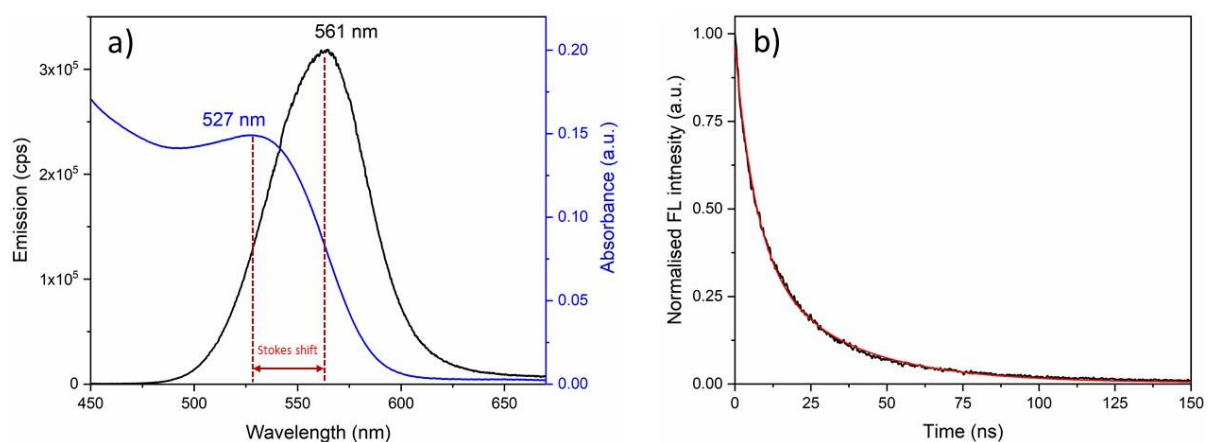 a)
561 nm
527 nm
Stokes shift
3x10⁵
2x10⁵
1x10⁵
0
Emission (cps)
450
500
550
600
650
Wavelength (nm)
0.20
0.15
0.10
0.05
0.00
Absorbance (a.u.)
b)
1.00
0.75
0.50
0.25
0.00
Normalised FL intnesity (a.u.)
0
25
50
75
100
125
150
Time (ns)